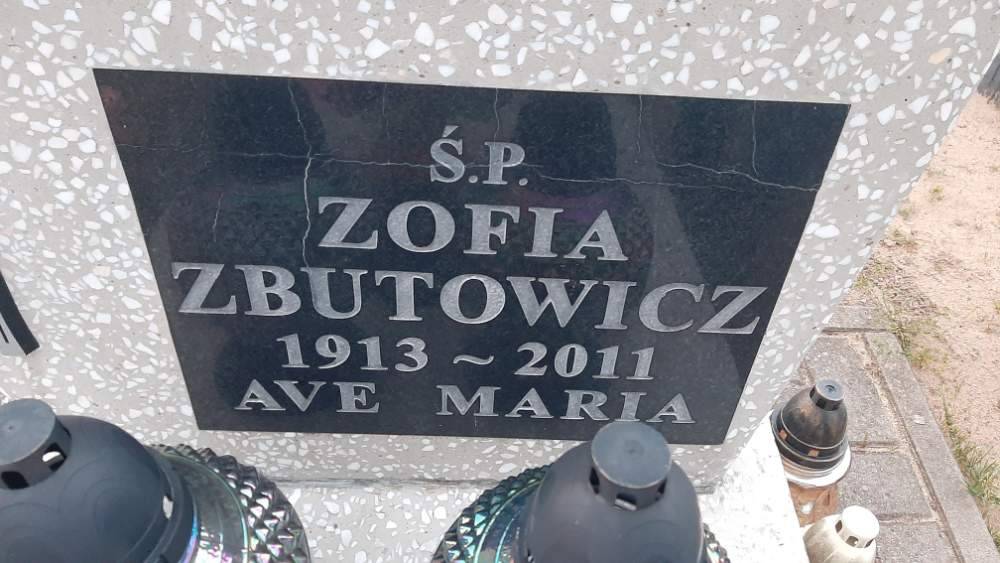 Ś.P.
ZOFIA
ZBUTOWICZ
1913 ~ 2011
AVE MARIA